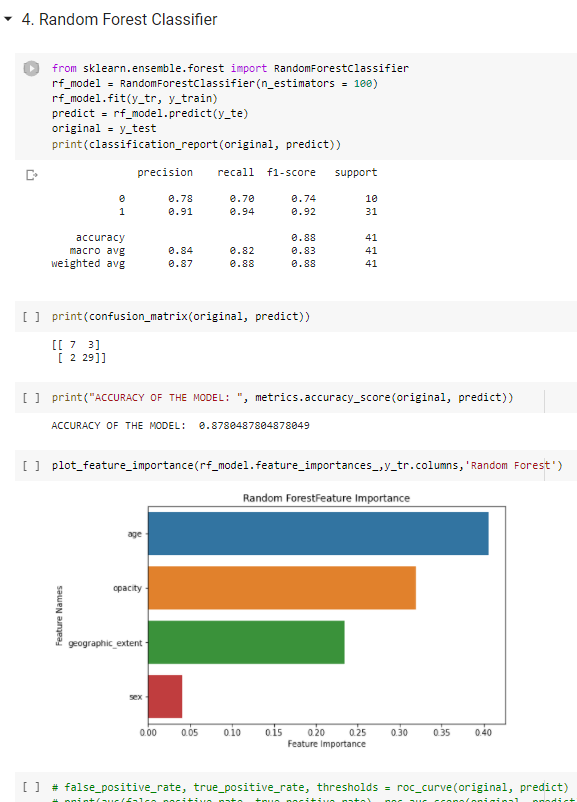 4. Random Forest Classifier
from sklearn.ensemble.forest import RandomForestClassifier
rf_model = RandomForestClassifier(n_estimators = 100)
rf_model.fit(y_tr, y_train)
predict = rf_model.predict(y_te)
original = y_test
print(classification_report(original, predict))
precision recall f1-score support
0 0.78 0.70 0.74 10
1 0.91 0.94 0.92 31
accuracy 0.88 41
macro avg 0.84 0.82 0.83 41
weighted avg 0.87 0.88 0.88 41
[ ] print(confusion_matrix(original, predict))
[[ 7 3]
[ 2 29]]
[ ] print("ACCURACY OF THE MODEL: ", metrics.accuracy_score(original, predict))
ACCURACY OF THE MODEL: 0.8780487804878049
[ ] plot_feature_importance(rf_model.feature_importances_,y_tr.columns,'Random Forest')
Random ForestFeature Importance
age
opacity
geographic_extent
sex
Feature Names
0.00 0.05 0.10 0.15 0.20 0.25 0.30 0.35 0.40
Feature Importance
[ ] # false_positive_rate, true_positive_rate, thresholds = roc_curve(original, predict)
# print(auc(false_positive_rate, true_positive_rate), roc_auc_score(original, predict